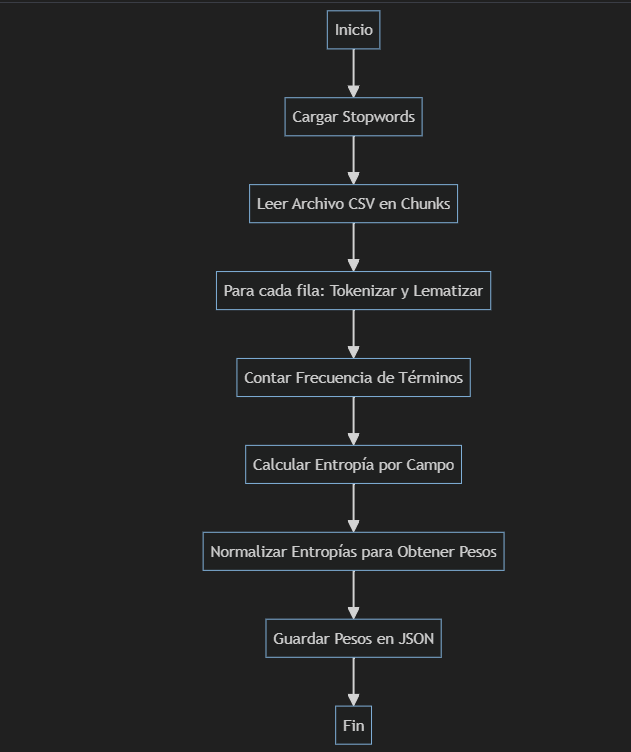 Inicio
Cargar Stopwords
Leer Archivo CSV en Chunks
Para cada fila: Tokenizar y Lematizar
Contar Frecuencia de Términos
Calcular Entropía por Campo
Normalizar Entropías para Obtener Pesos
Guardar Pesos en JSON
Fin